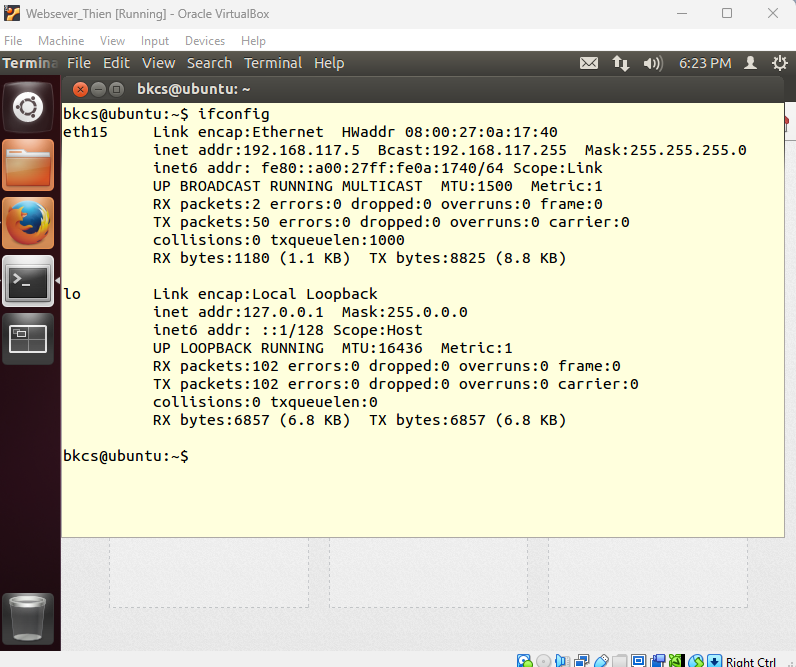 Websever_Thien [Running] - Oracle VirtualBox
File Machine View Input Devices Help
Termina File Edit View Search Terminal Help 6:23 PM
bkcs@ubuntu: ~
bkcs@ubuntu:~$ ifconfig
eth15     Link encap:Ethernet  HWaddr 08:00:27:0a:17:40
          inet addr:192.168.117.5  Bcast:192.168.117.255  Mask:255.255.255.0
          inet6 addr: fe80::a00:27ff:fe0a:1740/64 Scope:Link
          UP BROADCAST RUNNING MULTICAST  MTU:1500  Metric:1
          RX packets:2 errors:0 dropped:0 overruns:0 frame:0
          TX packets:50 errors:0 dropped:0 overruns:0 carrier:0
          collisions:0 txqueuelen:1000
          RX bytes:1180 (1.1 KB)  TX bytes:8825 (8.8 KB)
lo        Link encap:Local Loopback
          inet addr:127.0.0.1  Mask:255.0.0.0
          inet6 addr: ::1/128 Scope:Host
          UP LOOPBACK RUNNING  MTU:16436  Metric:1
          RX packets:102 errors:0 dropped:0 overruns:0 frame:0
          TX packets:102 errors:0 dropped:0 overruns:0 carrier:0
          collisions:0 txqueuelen:0
          RX bytes:6857 (6.8 KB)  TX bytes:6857 (6.8 KB)
bkcs@ubuntu:~$
Right Ctrl